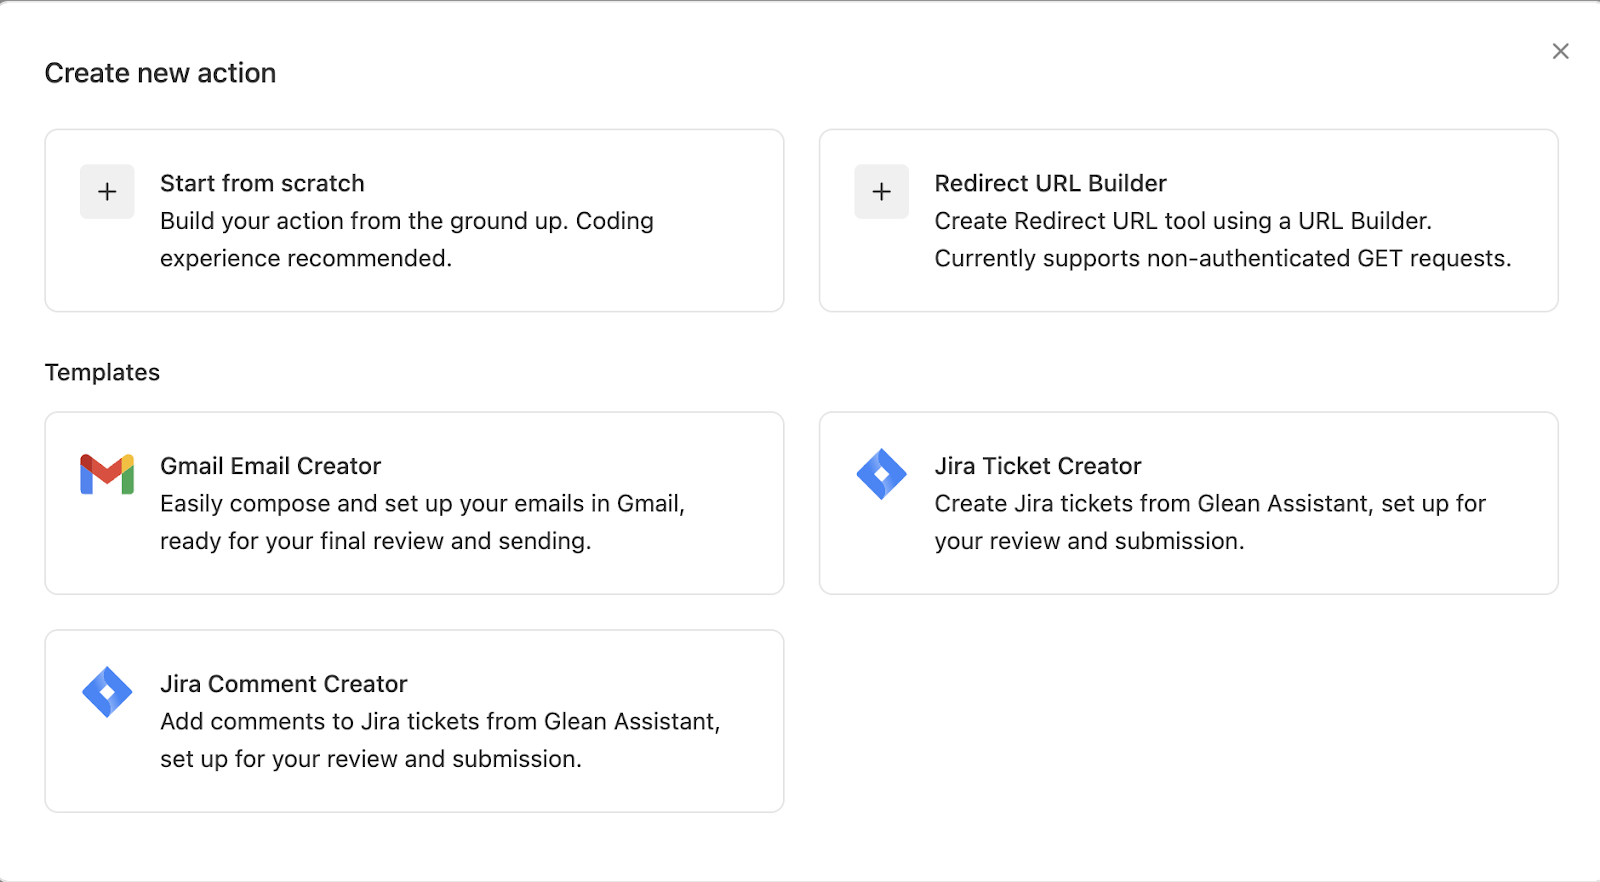 Create new action
Start from scratch
Build your action from the ground up. Coding
experience recommended.
Redirect URL Builder
Create Redirect URL tool using a URL Builder.
Currently supports non-authenticated GET requests.
Templates
Gmail Email Creator
Easily compose and set up your emails in Gmail,
ready for your final review and sending.
Jira Ticket Creator
Create Jira tickets from Glean Assistant, set up for
your review and submission.
Jira Comment Creator
Add comments to Jira tickets from Glean Assistant,
set up for your review and submission.